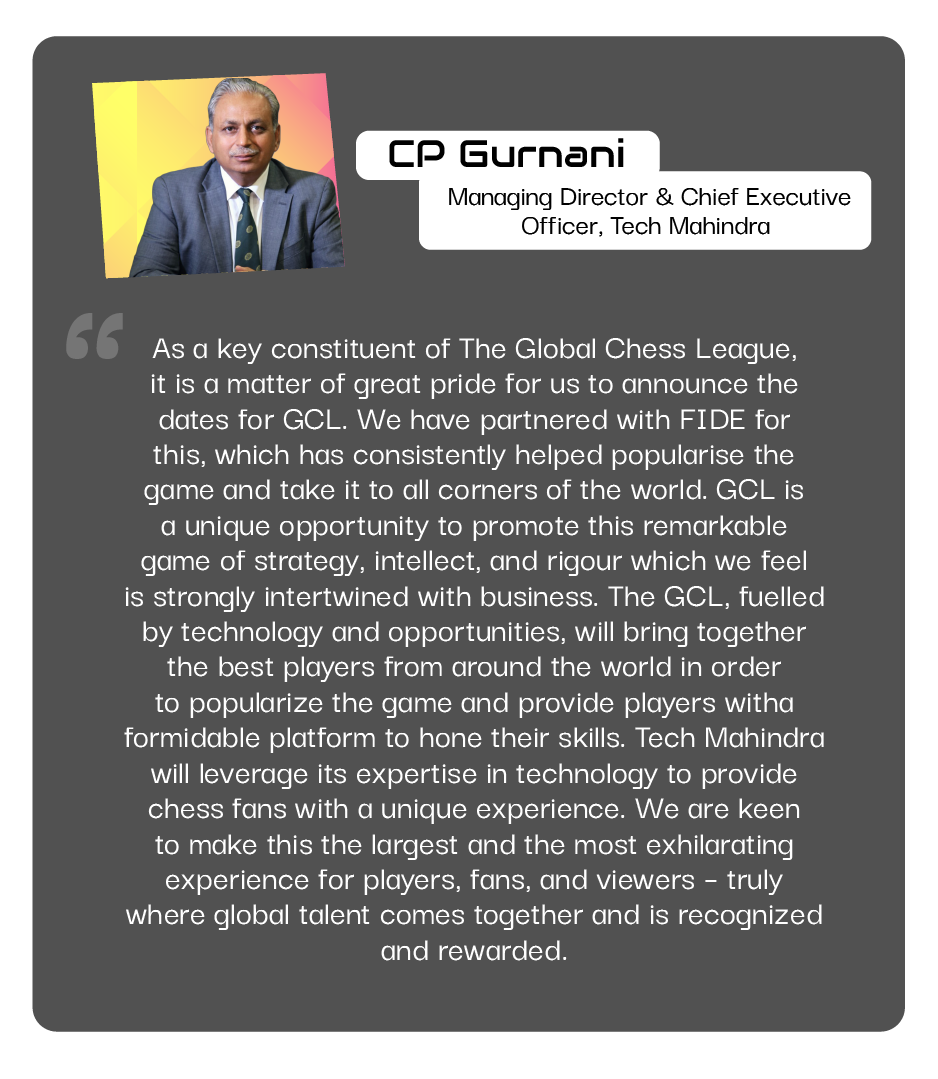 CP Gurnani
Managing Director & Chief Executive
Officer, Tech Mahindra
“
As a key constituent of The Global Chess League,
it is a matter of great pride for us to announce the
dates for GCL. We have partnered with FIDE for
this, which has consistently helped popularise the
game and take it to all corners of the world. GCL is
a unique opportunity to promote this remarkable
game of strategy, intellect, and rigour which we feel
is strongly intertwined with business. The GCL, fuelled
by technology and opportunities, will bring together
the best players from around the world in order
to popularize the game and provide players witha
formidable platform to hone their skills. Tech Mahindra
will leverage its expertise in technology to provide
chess fans with a unique experience. We are keen
to make this the largest and the most exhilarating
experience for players, fans, and viewers – truly
where global talent comes together and is recognized
and rewarded.